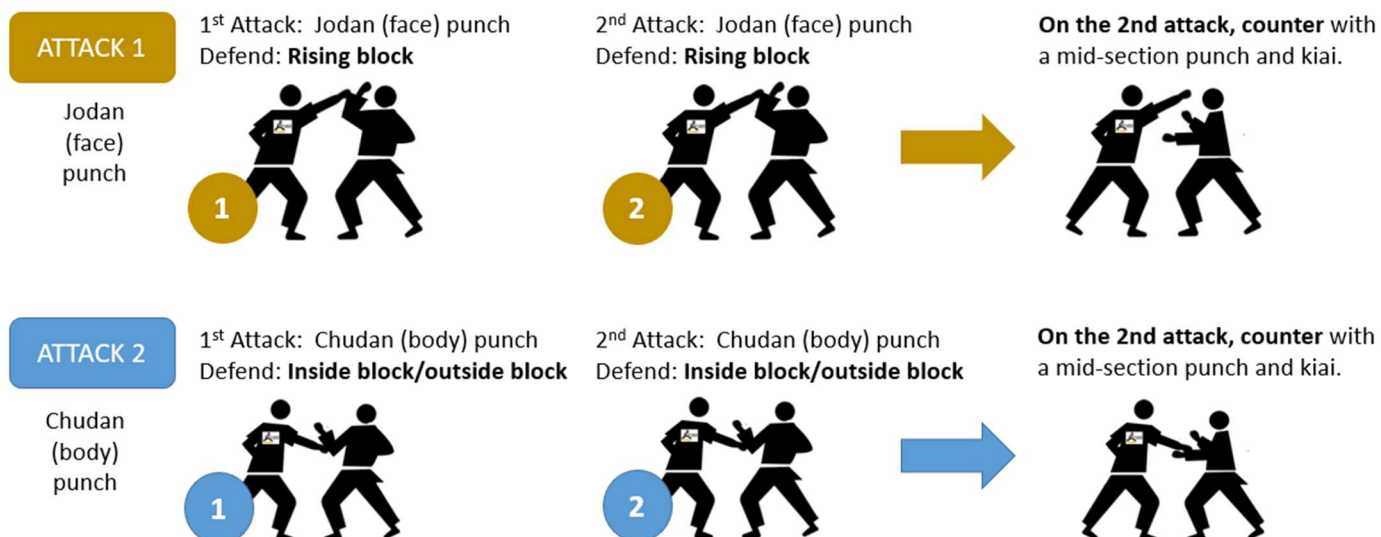 ATTACK 1
Jodan
(face)
punch
1st Attack: Jodan (face) punch
Defend: Rising block
1
2nd Attack: Jodan (face) punch
Defend: Rising block
2
On the 2nd attack, counter with
a mid-section punch and kiai.
ATTACK 2
Chudan
(body)
punch
1st Attack: Chudan (body) punch
Defend: Inside block/outside block
1
2nd Attack: Chudan (body) punch
Defend: Inside block/outside block
2
On the 2nd attack, counter with
a mid-section punch and kiai.